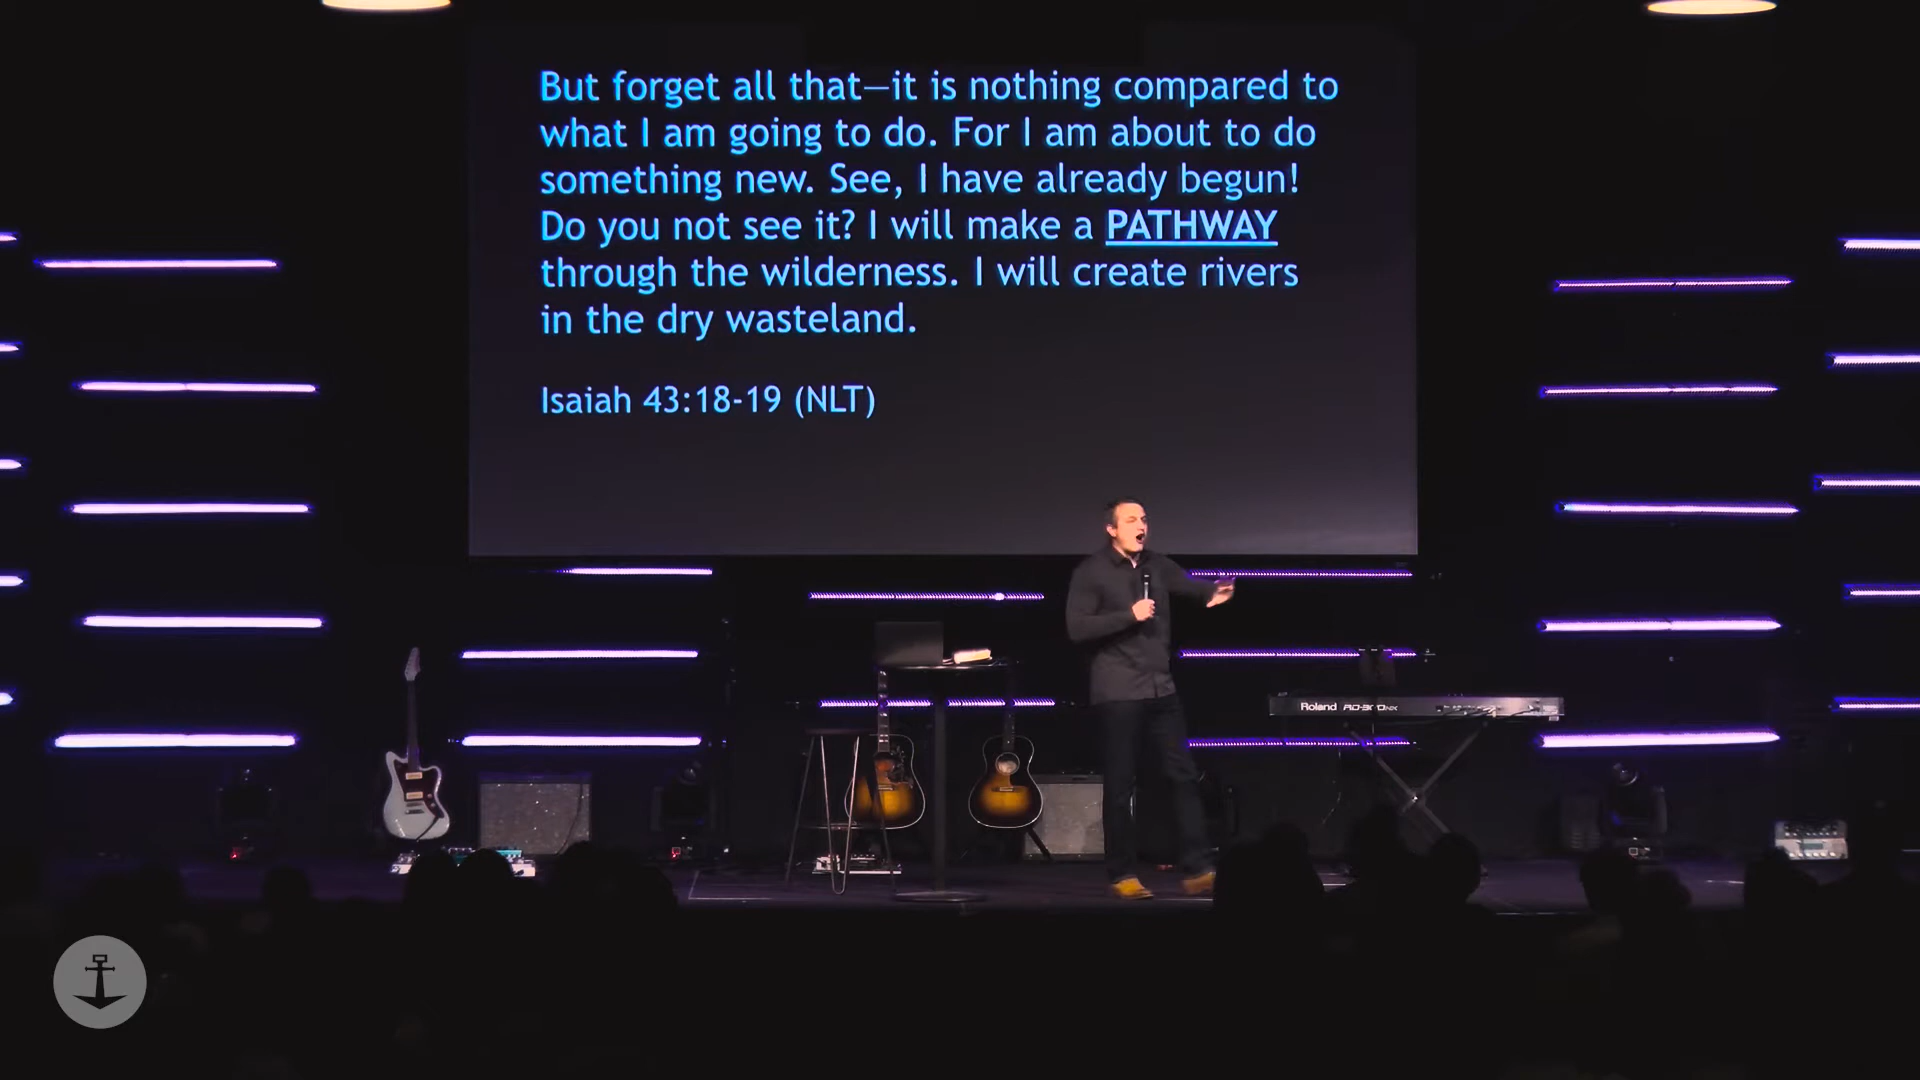 But forget all that—it is nothing compared to
what I am going to do. For I am about to do
something new. See, I have already begun!
Do you not see it? I will make a PATHWAY
through the wilderness. I will create rivers
in the dry wasteland.
Isaiah 43:18-19 (NLT)
Roland RD-300NX